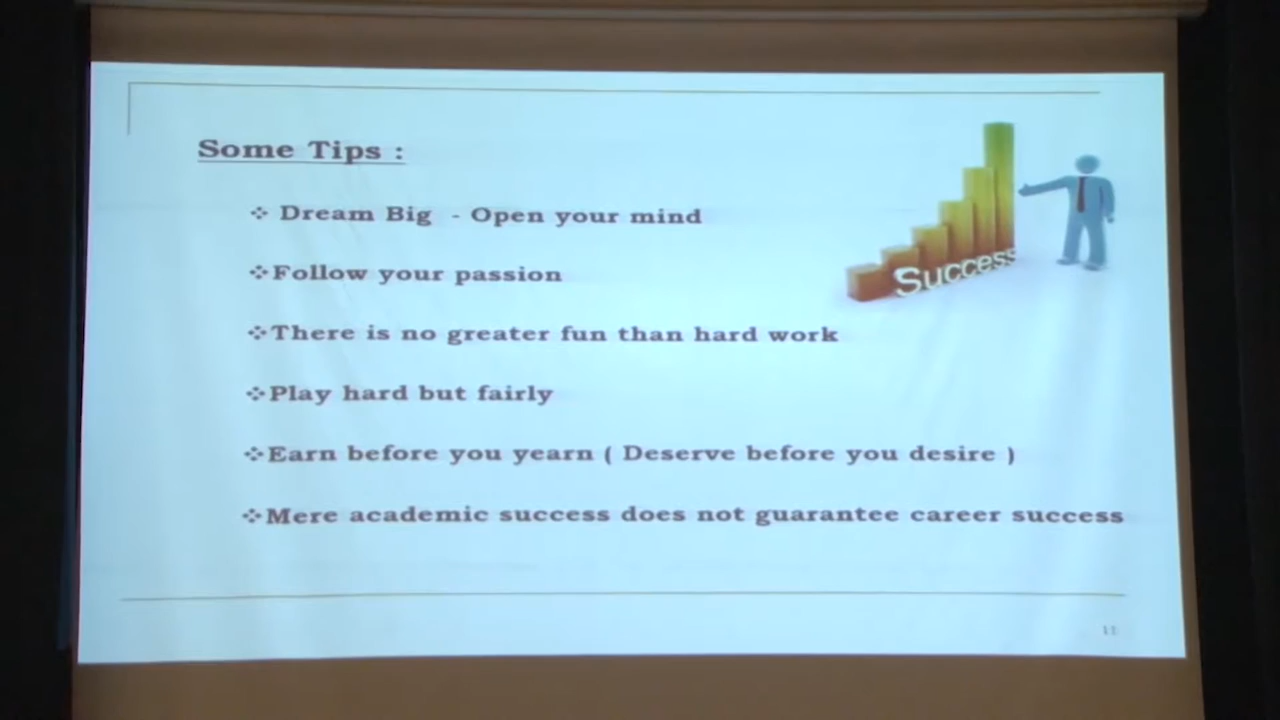 Some Tips :
❖ Dream Big - Open your mind
❖Follow your passion
❖There is no greater fun than hard work
❖Play hard but fairly
❖Earn before you yearn ( Deserve before you desire )
❖Mere academic success does not guarantee career success
Success